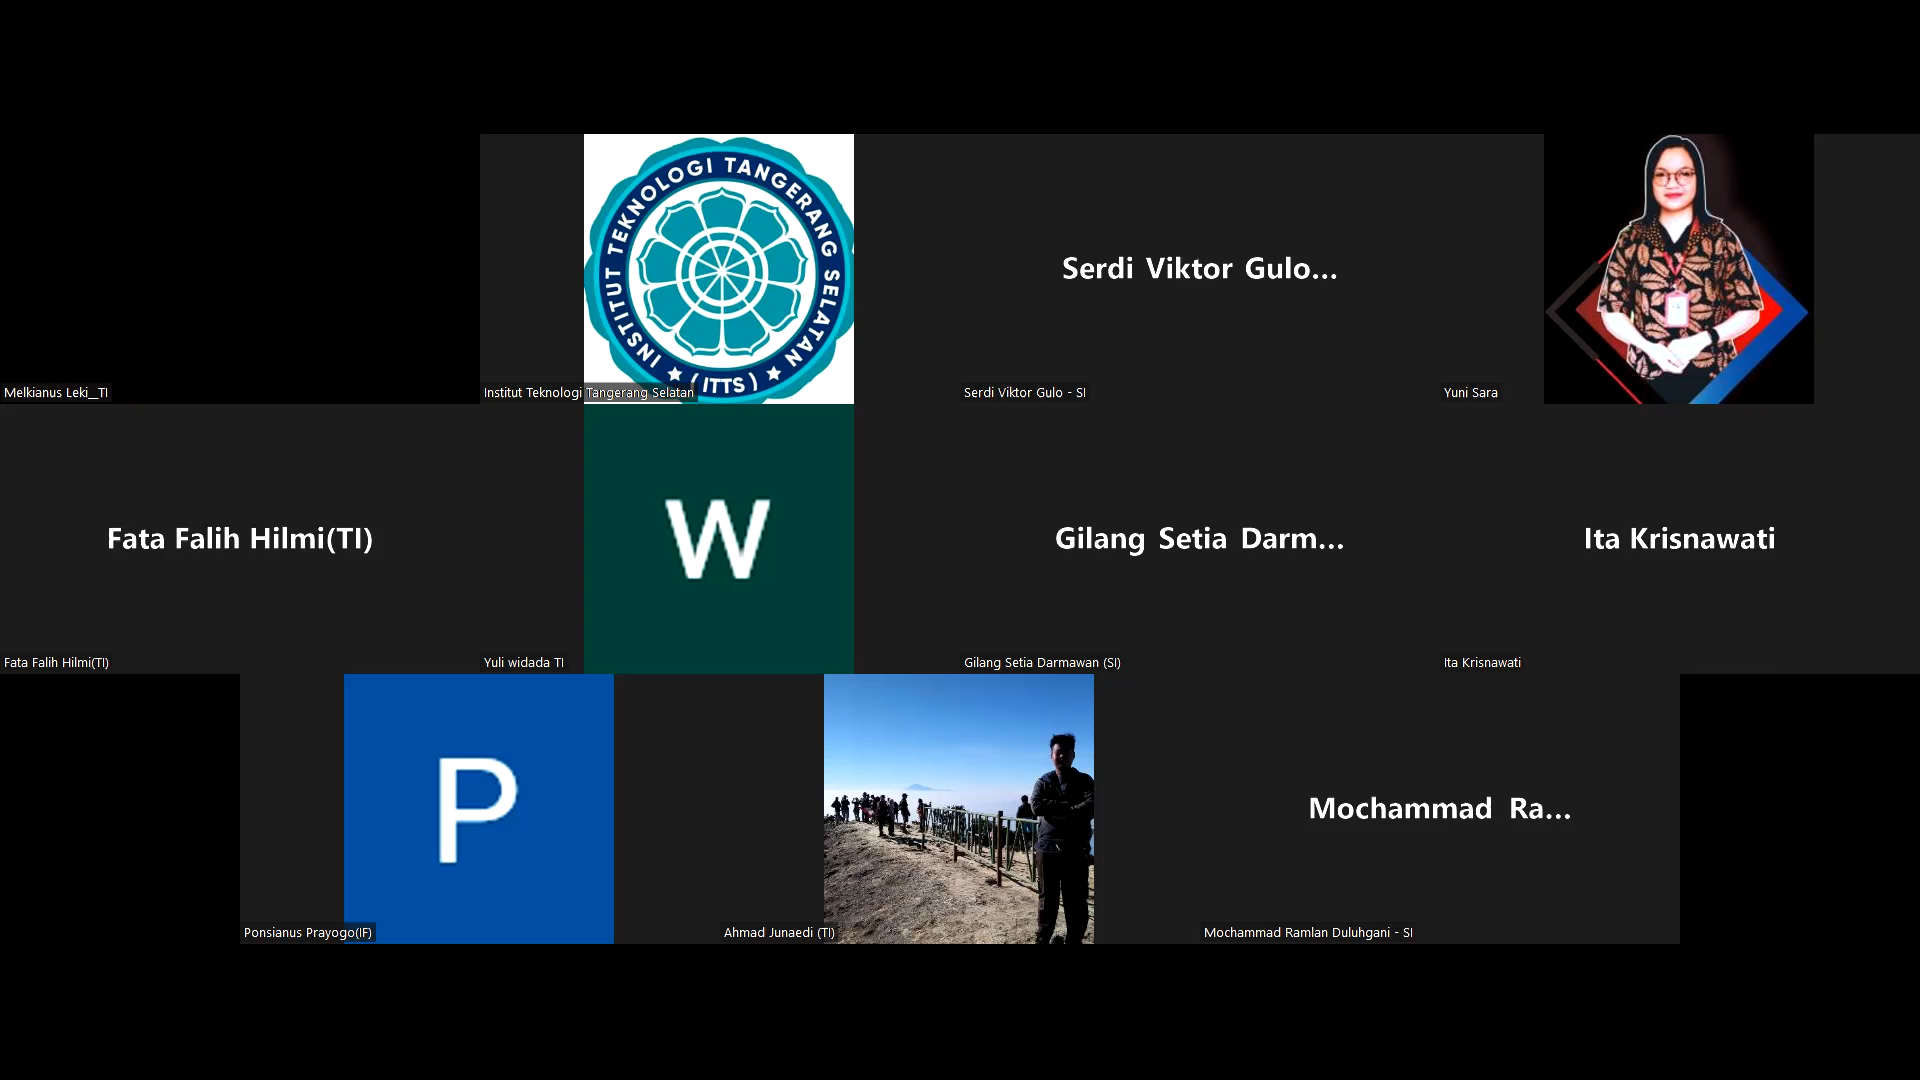 Melkianus Leki__TI
INSTITUT TEKNOLOGI TANGERANG SELATAN
(ITTS)
Institut Teknologi Tangerang Selatan
Serdi Viktor Gulo...
Serdi Viktor Gulo - SI
Yuni Sara
Fata Falih Hilmi(TI)
Fata Falih Hilmi(TI)
W
Yuli widada TI
Gilang Setia Darm...
Gilang Setia Darmawan (SI)
Ita Krisnawati
Ita Krisnawati
P
Ponsianus Prayogo(IF)
Ahmad Junaedi (TI)
Mochammad Ra...
Mochammad Ramlan Duluhgani - SI